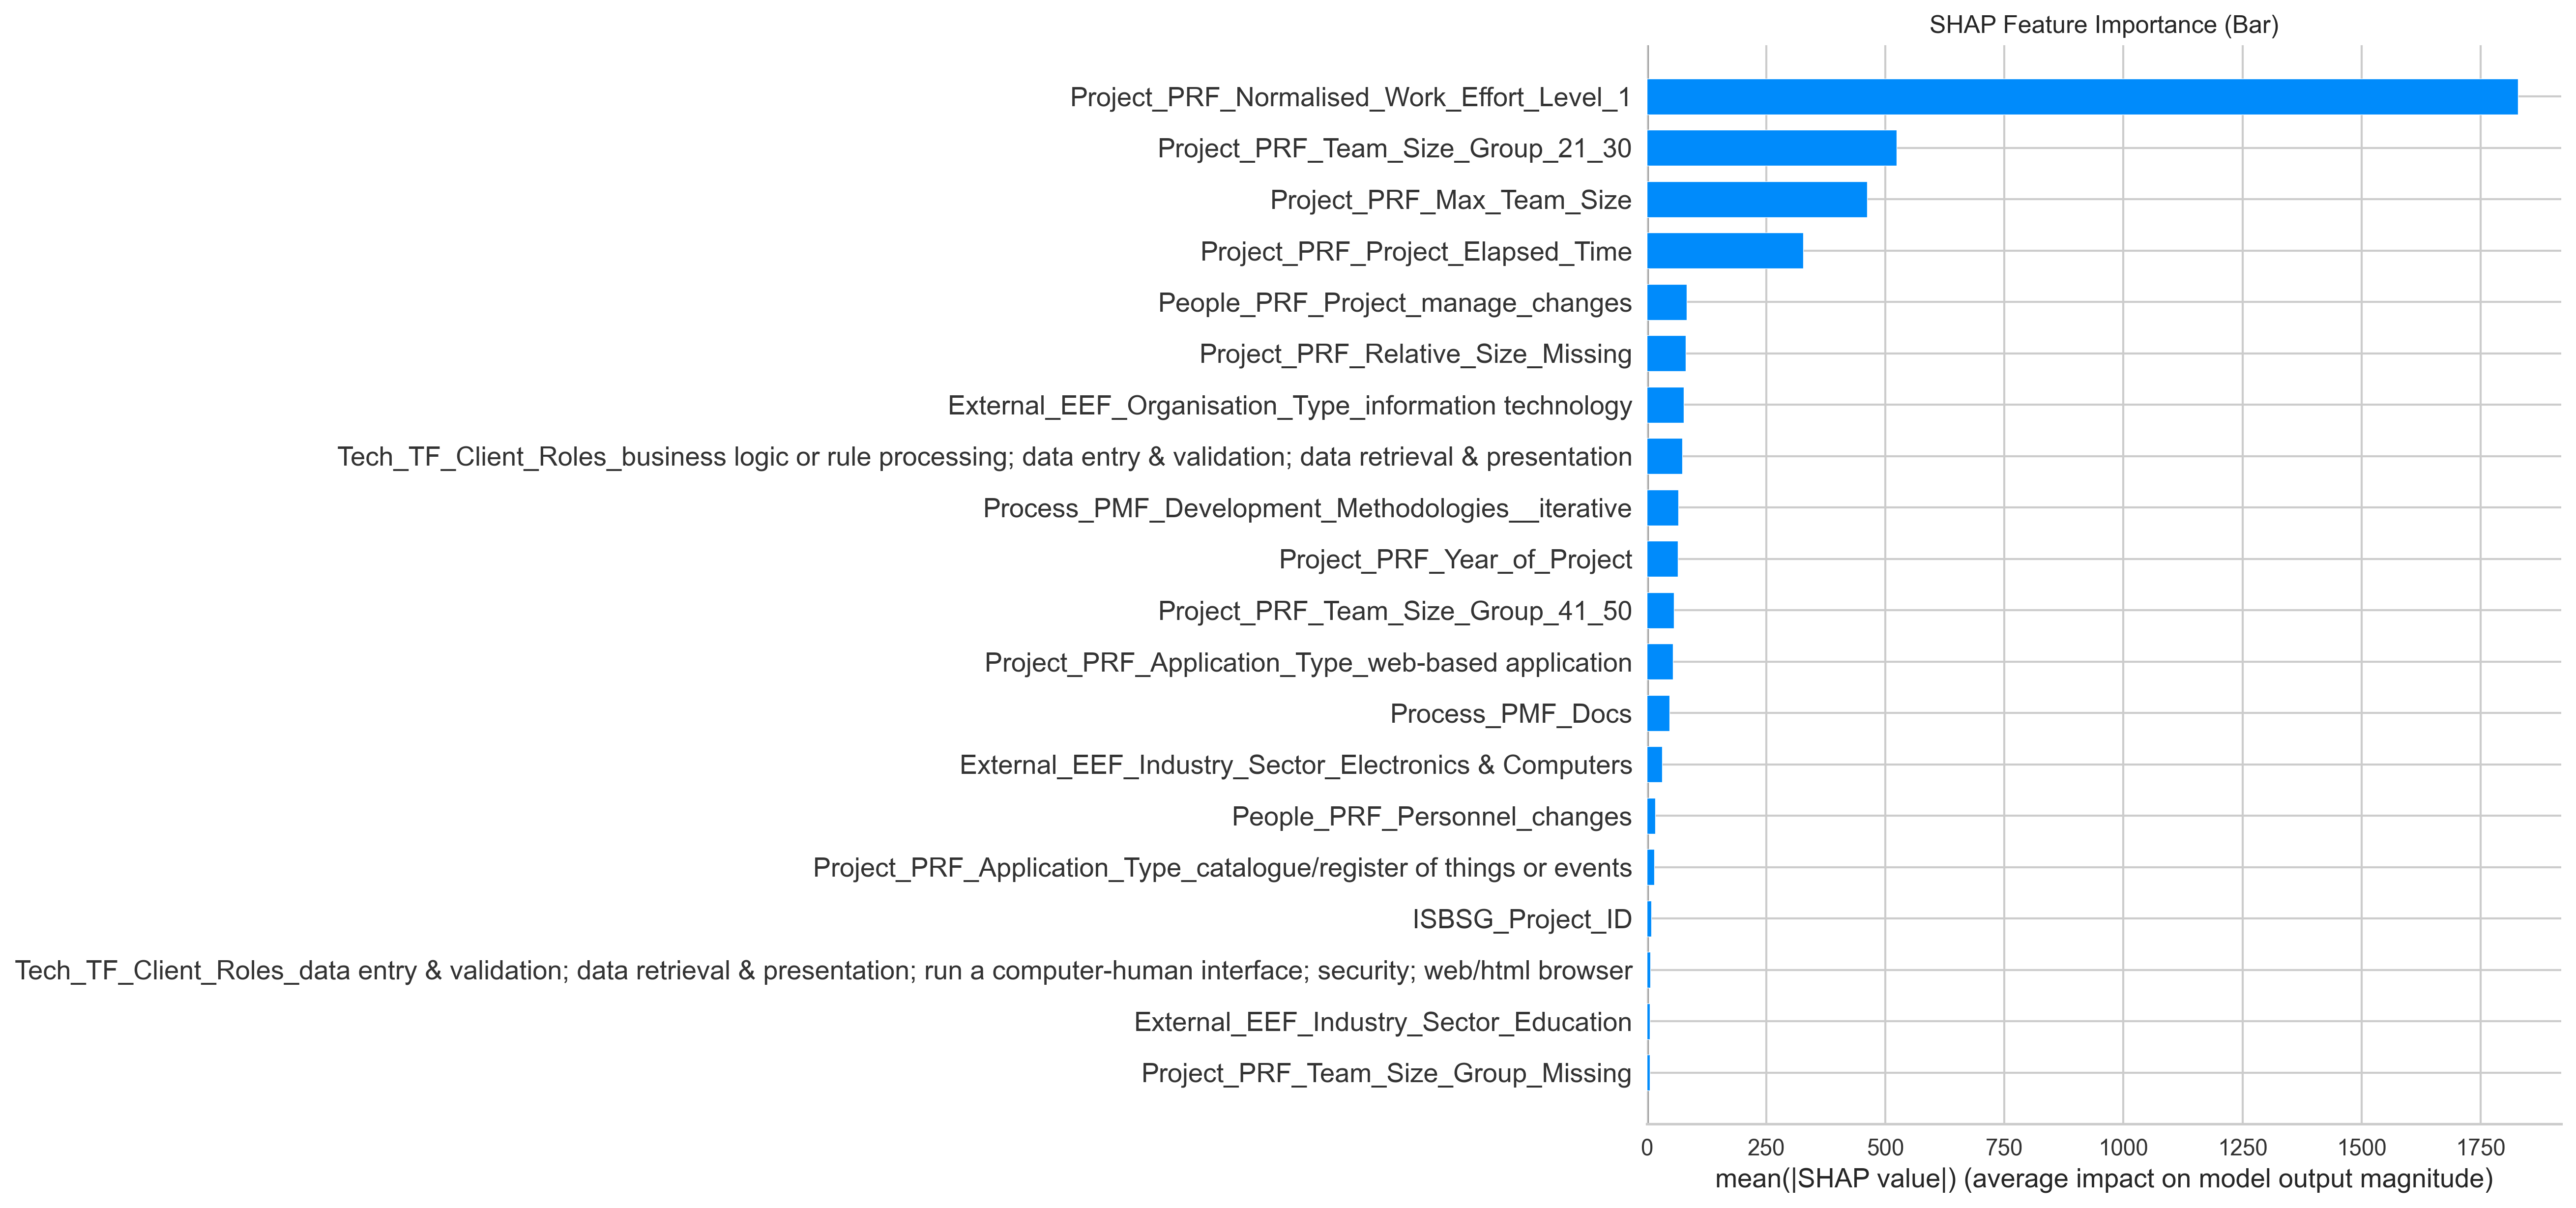 SHAP Feature Importance (Bar)
Project_PRF_Normalised_Work_Effort_Level_1
Project_PRF_Team_Size_Group_21_30
Project_PRF_Max_Team_Size
Project_PRF_Project_Elapsed_Time
People_PRF_Project_manage_changes
Project_PRF_Relative_Size_Missing
External_EEF_Organisation_Type_information technology
Tech_TF_Client_Roles_business logic or rule processing; data entry & validation; data retrieval & presentation
Process_PMF_Development_Methodologies__iterative
Project_PRF_Year_of_Project
Project_PRF_Team_Size_Group_41_50
Project_PRF_Application_Type_web-based application
Process_PMF_Docs
External_EEF_Industry_Sector_Electronics & Computers
People_PRF_Personnel_changes
Project_PRF_Application_Type_catalogue/register of things or events
ISBSG_Project_ID
Tech_TF_Client_Roles_data entry & validation; data retrieval & presentation; run a computer-human interface; security; web/html browser
External_EEF_Industry_Sector_Education
Project_PRF_Team_Size_Group_Missing
0 250 500 750 1000 1250 1500 1750
mean(|SHAP value|) (average impact on model output magnitude)